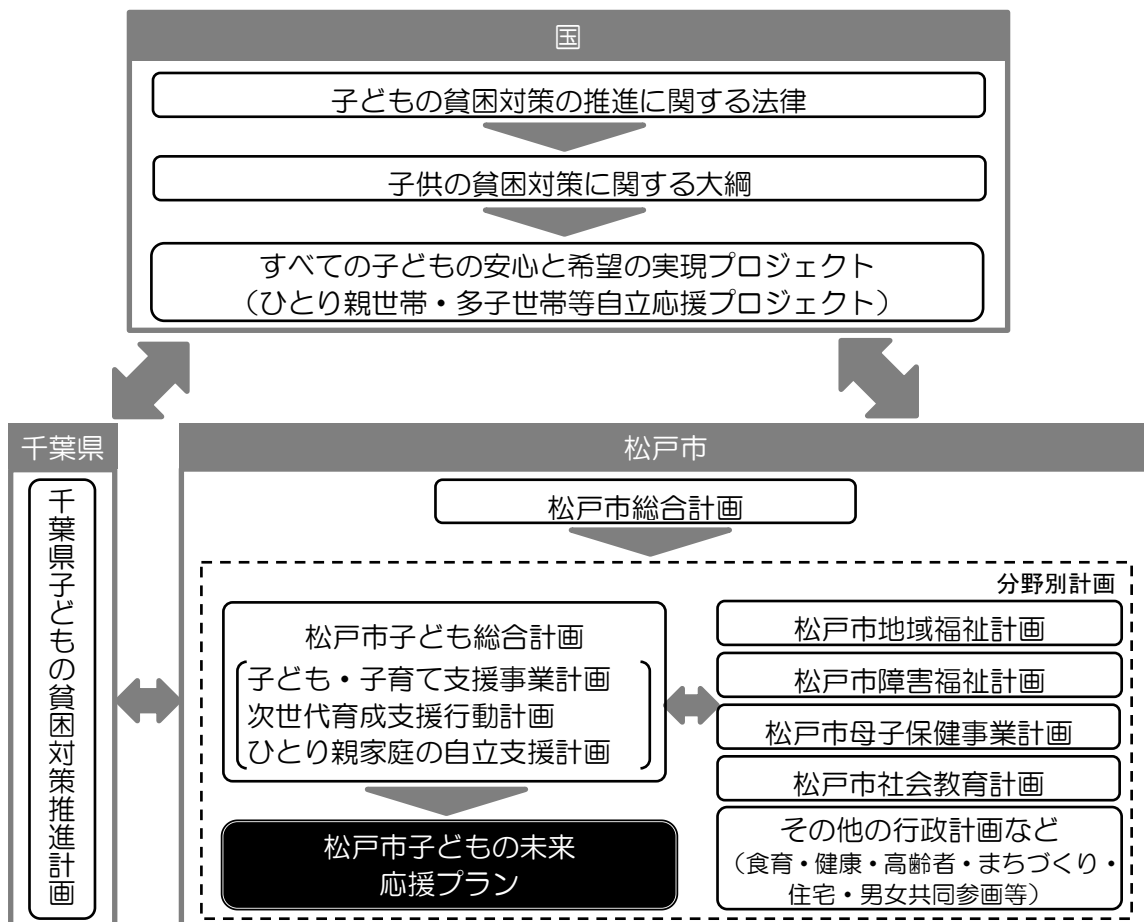 国
子どもの貧困対策の推進に関する法律
子供の貧困対策に関する大綱
すべての子どもの安心と希望の実現プロジェクト
（ひとり親世帯・多子世帯等自立応援プロジェクト）
千葉県
千葉県子どもの貧困対策推進計画
松戸市
松戸市総合計画
分野別計画
松戸市子ども総合計画
子ども・子育て支援事業計画
次世代育成支援行動計画
ひとり親家庭の自立支援計画
松戸市子どもの未来
応援プラン
松戸市地域福祉計画
松戸市障害福祉計画
松戸市母子保健事業計画
松戸市社会教育計画
その他の行政計画など
（食育・健康・高齢者・まちづくり・
住宅・男女共同参画等）